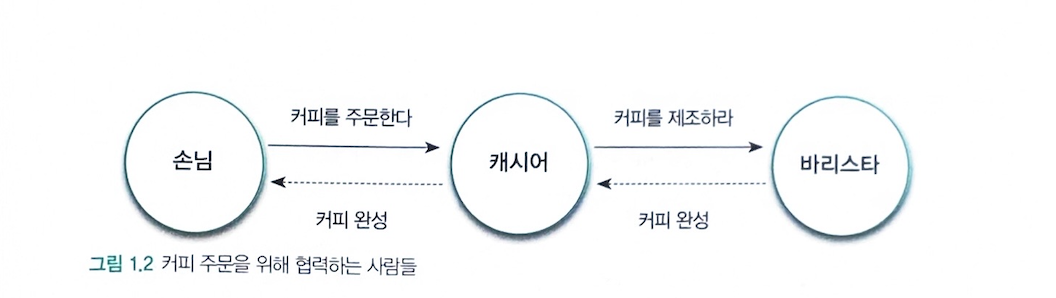 커피를 주문한다 커피를 제조하라
손님 캐시어 바리스타
커피 완성 커피 완성
그림 1.2 커피 주문을 위해 협력하는 사람들